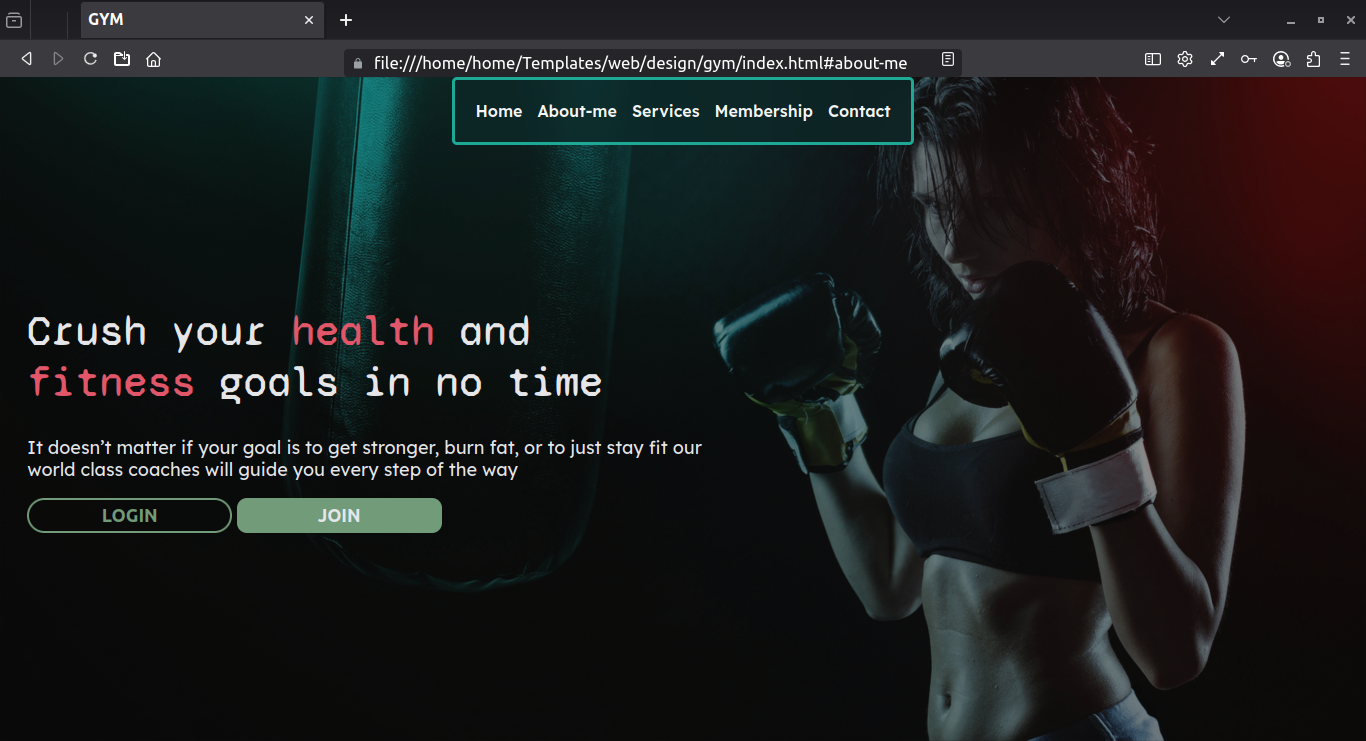 GYM
file:///home/home/Templates/web/design/gym/index.html#about-me
Home About-me Services Membership Contact
Crush your health and
fitness goals in no time
It doesn’t matter if your goal is to get stronger, burn fat, or to just stay fit our
world class coaches will guide you every step of the way
LOGIN JOIN